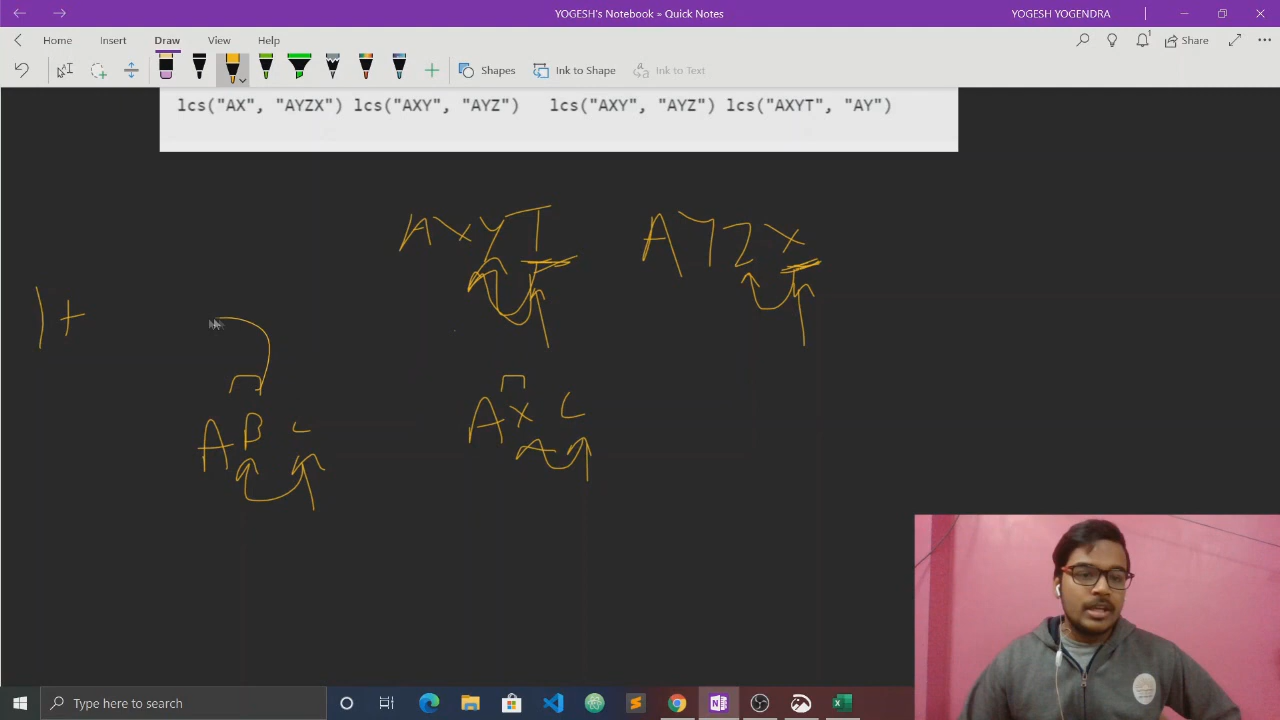 YOGESH's Notebook » Quick Notes
YOGESH YOGENDRA
Home Insert Draw View Help
Share
Shapes Ink to Shape Ink to Text
lcs("AX", "AYZX") lcs("AXY", "AYZ") lcs("AXY", "AYZ") lcs("AXYT", "AY")
AXYT AYZX
1+
ABC AXC
Type here to search